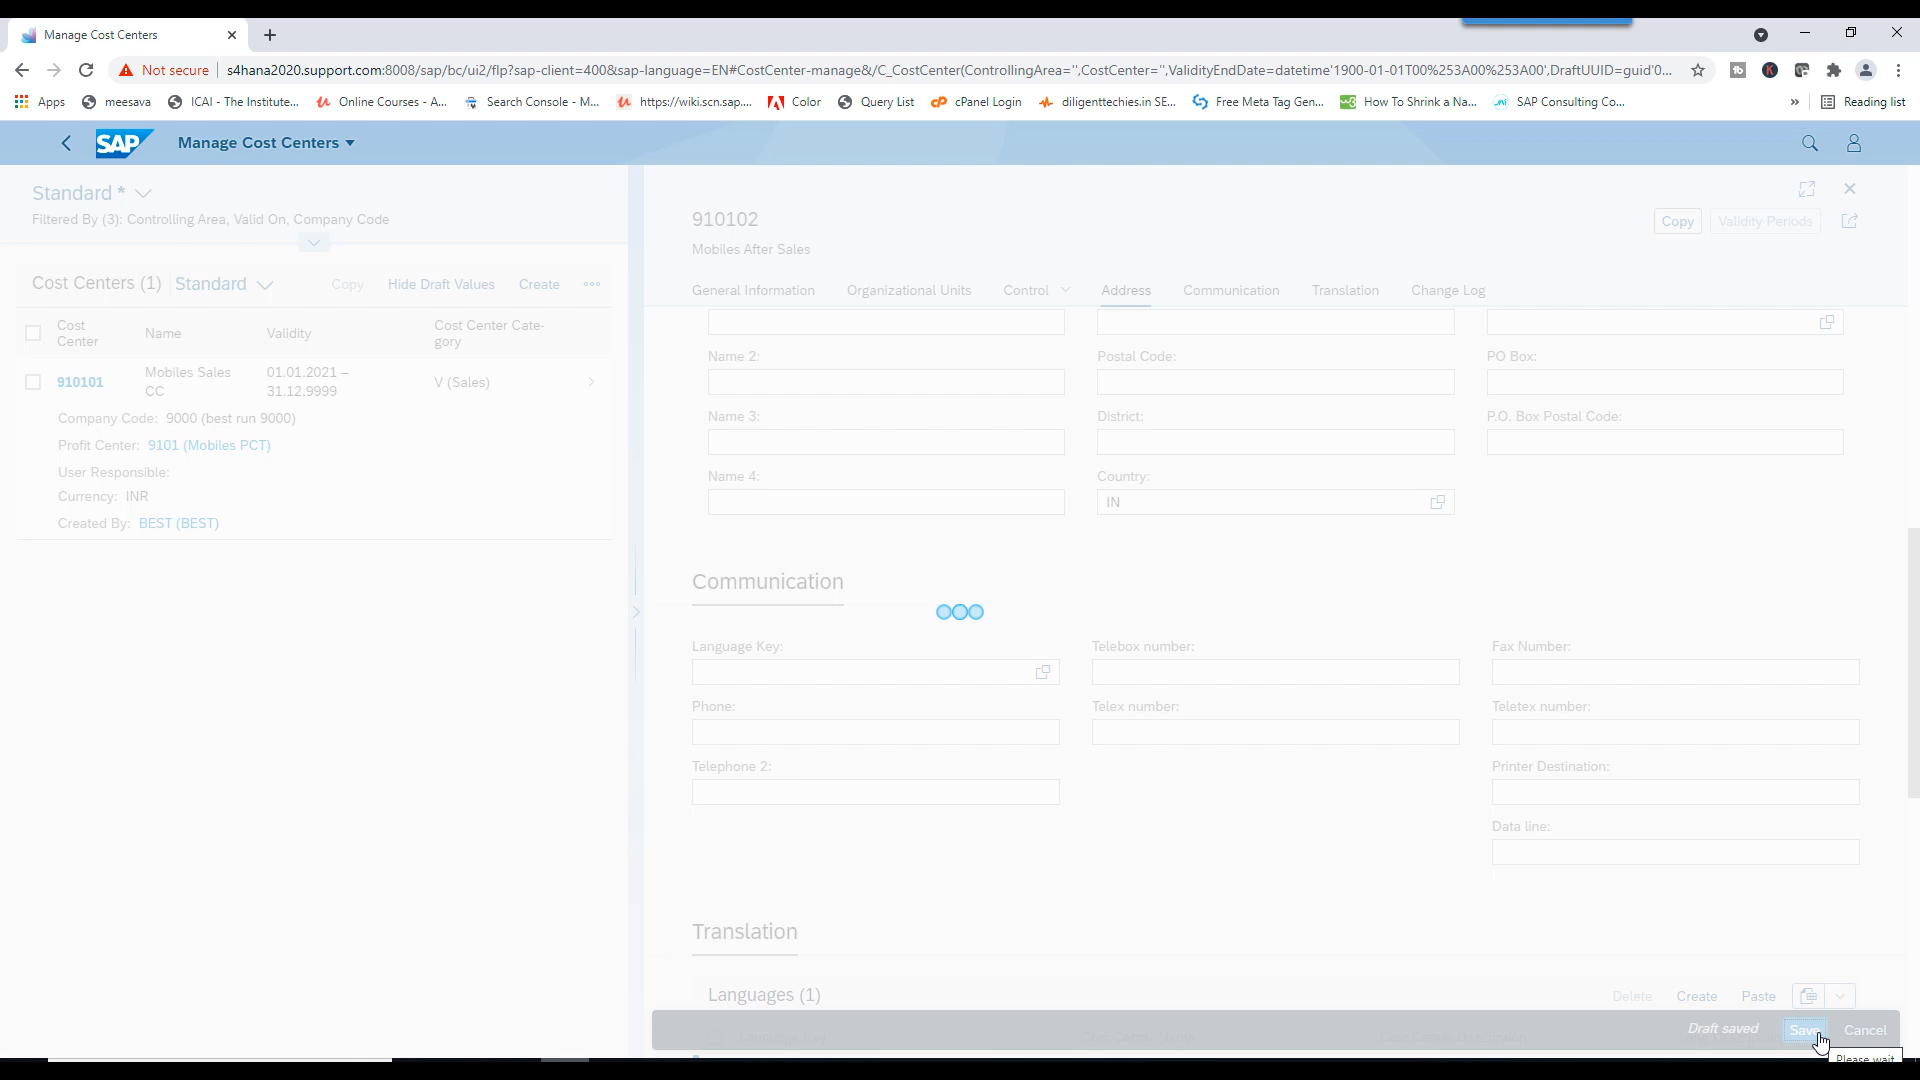 Manage Cost Centers
Not secure
s4hana2020.support.com:8008/sap/bc/ui2/flp?sap-client=400&sap-language=EN#CostCenter-manage&/C_CostCenter(ControllingArea='',CostCenter='',ValidityEndDate=datetime'1900-01-01T00%253A00%253A00',DraftUUID=guid'0...
Apps
meesava
ICAI - The Institute...
Online Courses - A...
Search Console - M...
https://wiki.scn.sap....
Color
Query List
cPanel Login
diligenttechies.in SE...
Free Meta Tag Gen...
How To Shrink a Na...
SAP Consulting Co...
Reading list
SAP
Manage Cost Centers
Standard *
Filtered By (3): Controlling Area, Valid On, Company Code
Cost Centers (1)
Standard
Copy
Hide Draft Values
Create
Cost Center
Name
Validity
Cost Center Cate-
gory
910101
Mobiles Sales
CC
01.01.2021 –
31.12.9999
V (Sales)
Company Code: 9000 (best run 9000)
Profit Center: 9101 (Mobiles PCT)
User Responsible:
Currency: INR
Created By: BEST (BEST)
910102
Mobiles After Sales
Copy
Validity Periods
General Information
Organizational Units
Control
Address
Communication
Translation
Change Log
Name 2:
Postal Code:
PO Box:
Name 3:
District:
P.O. Box Postal Code:
Name 4:
Country:
IN
Communication
Language Key:
Telebox number:
Fax Number:
Phone:
Telex number:
Teletex number:
Telephone 2:
Printer Destination:
Data line:
Translation
Languages (1)
Delete
Create
Paste
Draft saved
Save
Cancel
Please wait